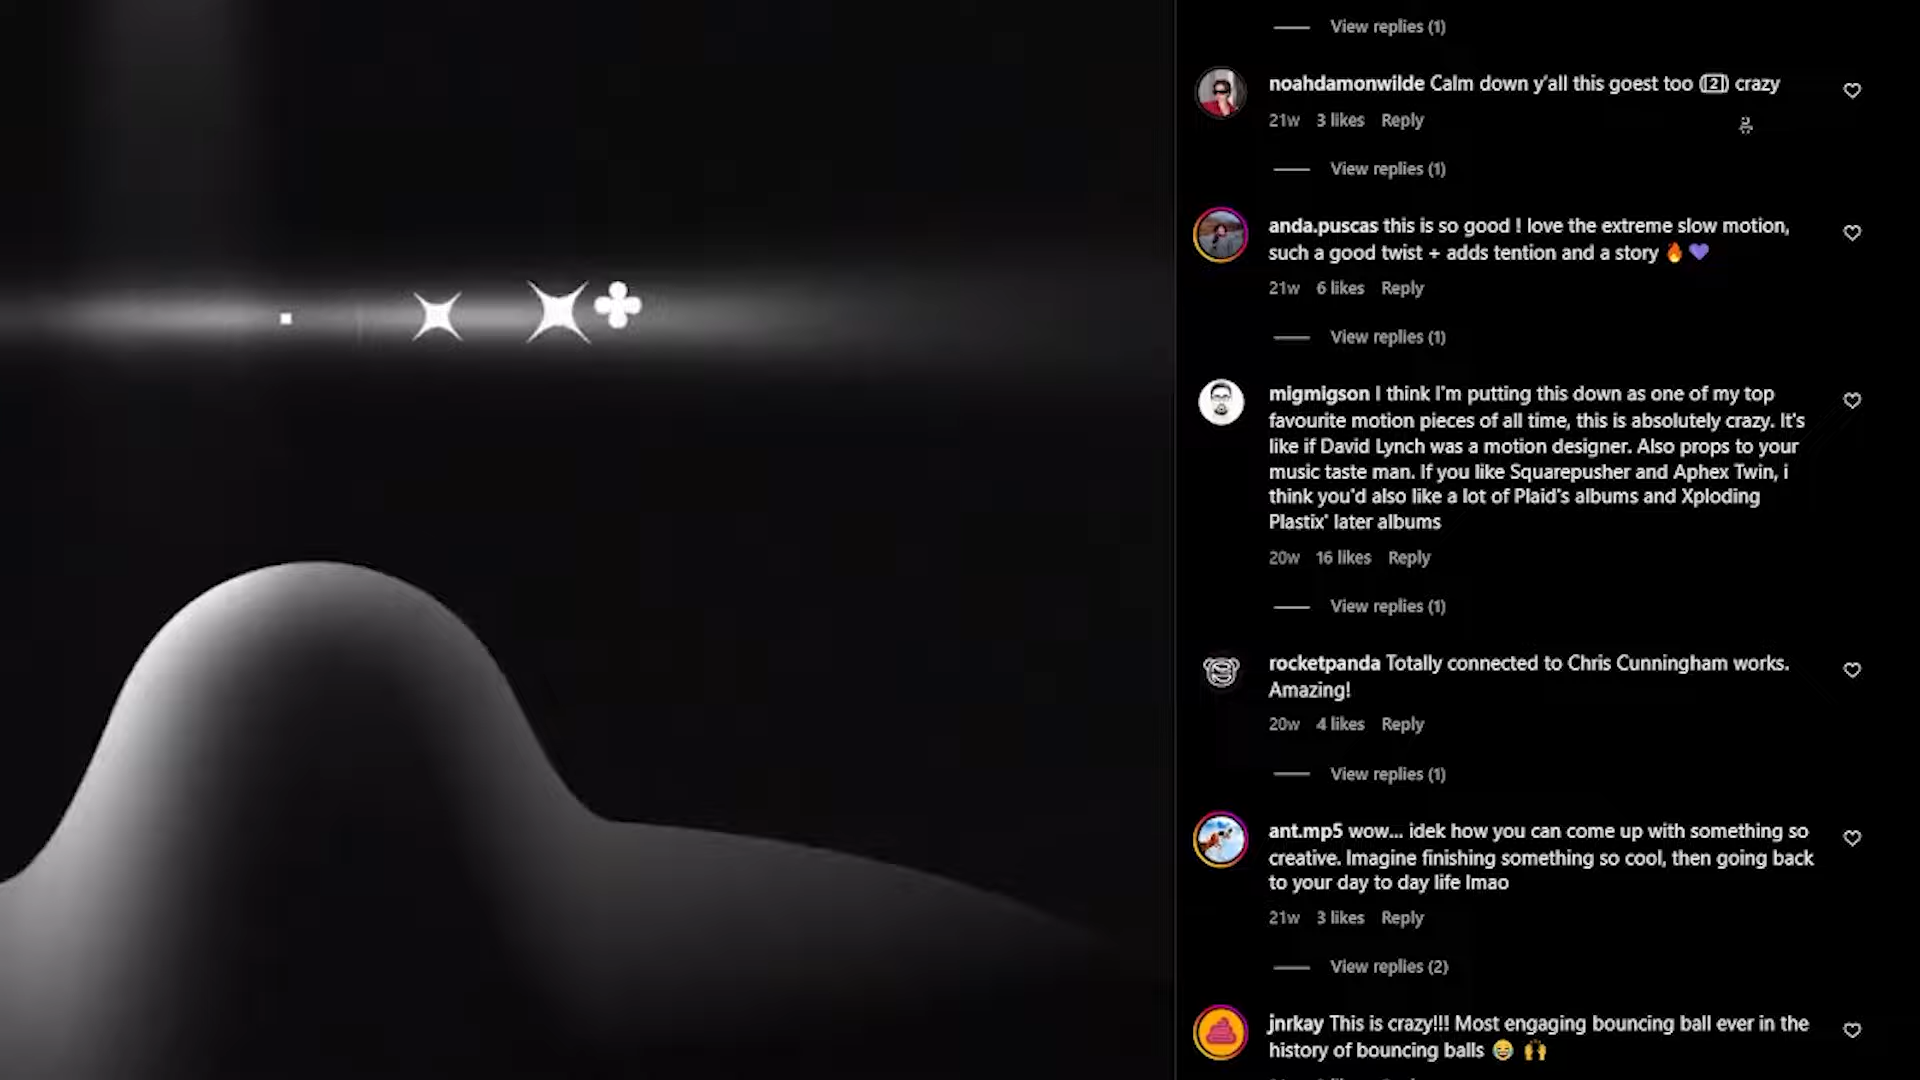 View replies (1)
noahdamonwilde Calm down y'all this goest too (2) crazy
21w 3 likes Reply
View replies (1)
anda.puscas this is so good ! love the extreme slow motion,
such a good twist + adds tention and a story 🔥💜
21w 6 likes Reply
View replies (1)
migmigson I think I'm putting this down as one of my top
favourite motion pieces of all time, this is absolutely crazy. It's
like if David Lynch was a motion designer. Also props to your
music taste man. If you like Squarepusher and Aphex Twin, i
think you'd also like a lot of Plaid's albums and Xploding
Plastix' later albums
20w 16 likes Reply
View replies (1)
rocketpanda Totally connected to Chris Cunningham works.
Amazing!
20w 4 likes Reply
View replies (1)
ant.mp5 wow... idek how you can come up with something so
creative. Imagine finishing something so cool, then going back
to your day to day life lmao
21w 3 likes Reply
View replies (2)
jnrkay This is crazy!!! Most engaging bouncing ball ever in the
history of bouncing balls 😂 🙌